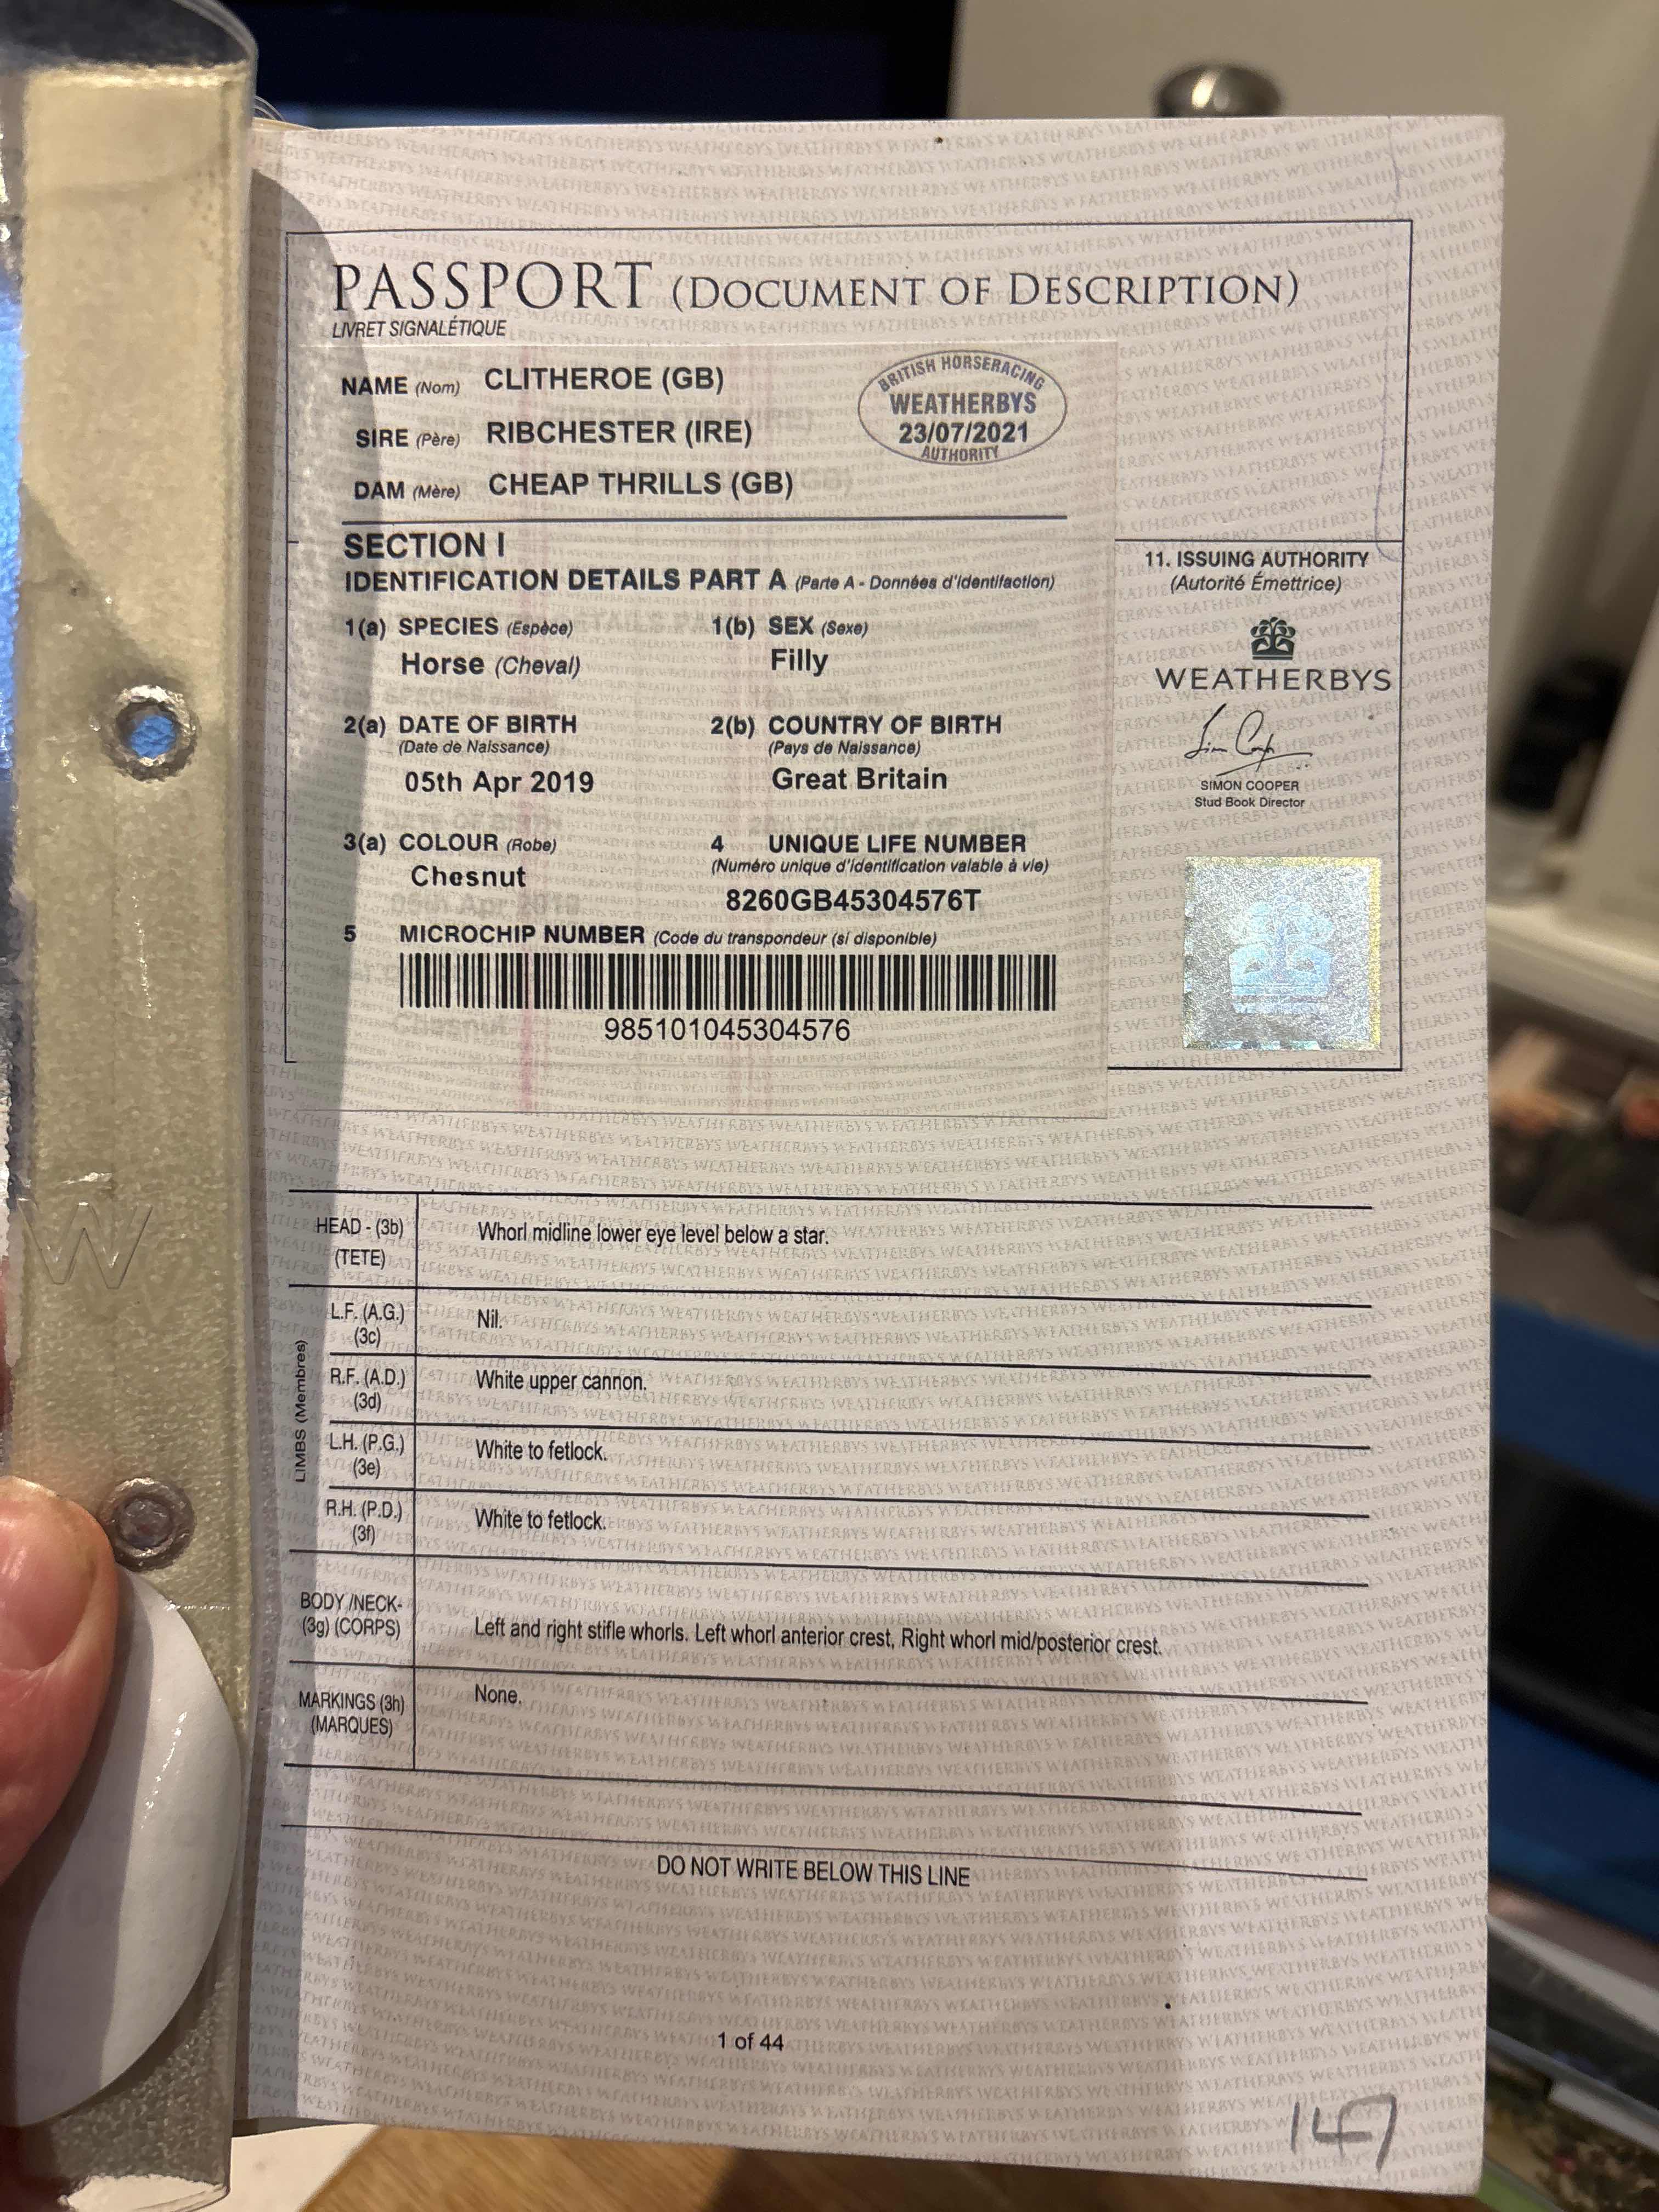 PASSPORT (DOCUMENT OF DESCRIPTION)
LIVRET SIGNALÉTIQUE
NAME (Nom) CLITHEROE (GB)
SIRE (Père) RIBCHESTER (IRE)
DAM (Mère) CHEAP THRILLS (GB)
BRITISH HORSERACING
WEATHERBYS
23/07/2021
AUTHORITY
SECTION I
IDENTIFICATION DETAILS PART A (Parte A - Données d'identifaction)
1(a) SPECIES (Espèce)
Horse (Cheval)
1(b) SEX (Sexe)
Filly
2(a) DATE OF BIRTH
(Date de Naissance)
05th Apr 2019
2(b) COUNTRY OF BIRTH
(Pays de Naissance)
Great Britain
3(a) COLOUR (Robe)
Chesnut
4 UNIQUE LIFE NUMBER
(Numéro unique d'identification valable à vie)
8260GB45304576T
5 MICROCHIP NUMBER (Code du transpondeur (si disponible)
985101045304576
11. ISSUING AUTHORITY
(Autorité Émettrice)
WEATHERBYS
SIMON COOPER
Stud Book Director
HEAD - (3b)
(TETE)
Whorl midline lower eye level below a star.
LIMBS (Membres)
L.F. (A.G.)
(3c)
Nil.
R.F. (A.D.)
(3d)
White upper cannon.
L.H. (P.G.)
(3e)
White to fetlock.
R.H. (P.D.)
(3f)
White to fetlock.
BODY /NECK-
(3g) (CORPS)
Left and right stifle whorls. Left whorl anterior crest, Right whorl mid/posterior crest.
MARKINGS (3h)
(MARQUES)
None.
DO NOT WRITE BELOW THIS LINE
1 of 44
147
W